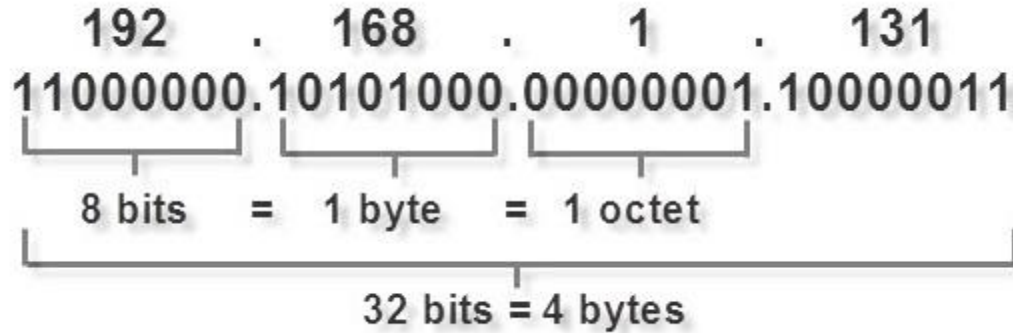 192 . 168 . 1 . 131
11000000.10101000.00000001.10000011
8 bits = 1 byte = 1 octet
32 bits = 4 bytes